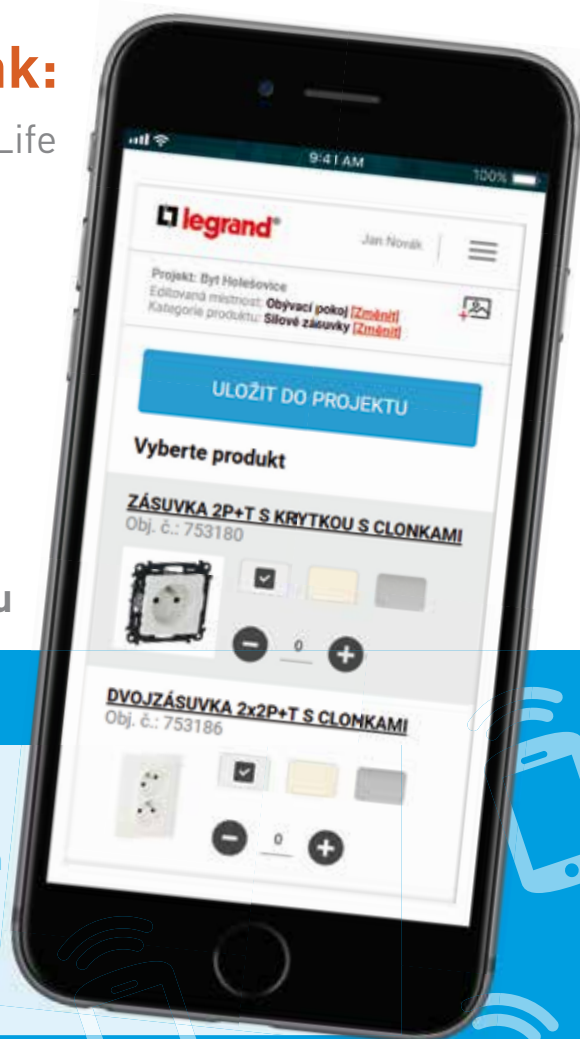 nk:
Life
9:41 AM
100%
legrand®
Jan Novák
Projekt: Byt Holešovice
Editovaná místnost: Obývací pokoj [Změnit]
Kategorie produktu: Silové zásuvky [Změnit]
ULOŽIT DO PROJEKTU
Vyberte produkt
ZÁSUVKA 2P+T S KRYTKOU S CLONKAMI
Obj. č.: 753180
0
u
DVOJZÁSUVKA 2x2P+T S CLONKAMI
Obj. č.: 753186
0